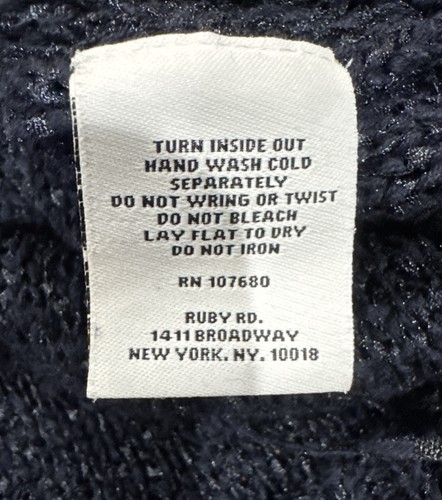 TURN INSIDE OUT
HAND WASH COLD
SEPARATELY
DO NOT WRING OR TWIST
DO NOT BLEACH
LAY FLAT TO DRY
DO NOT IRON
RN 107680
RUBY RD.
1411 BROADWAY
NEW YORK. NY. 10018